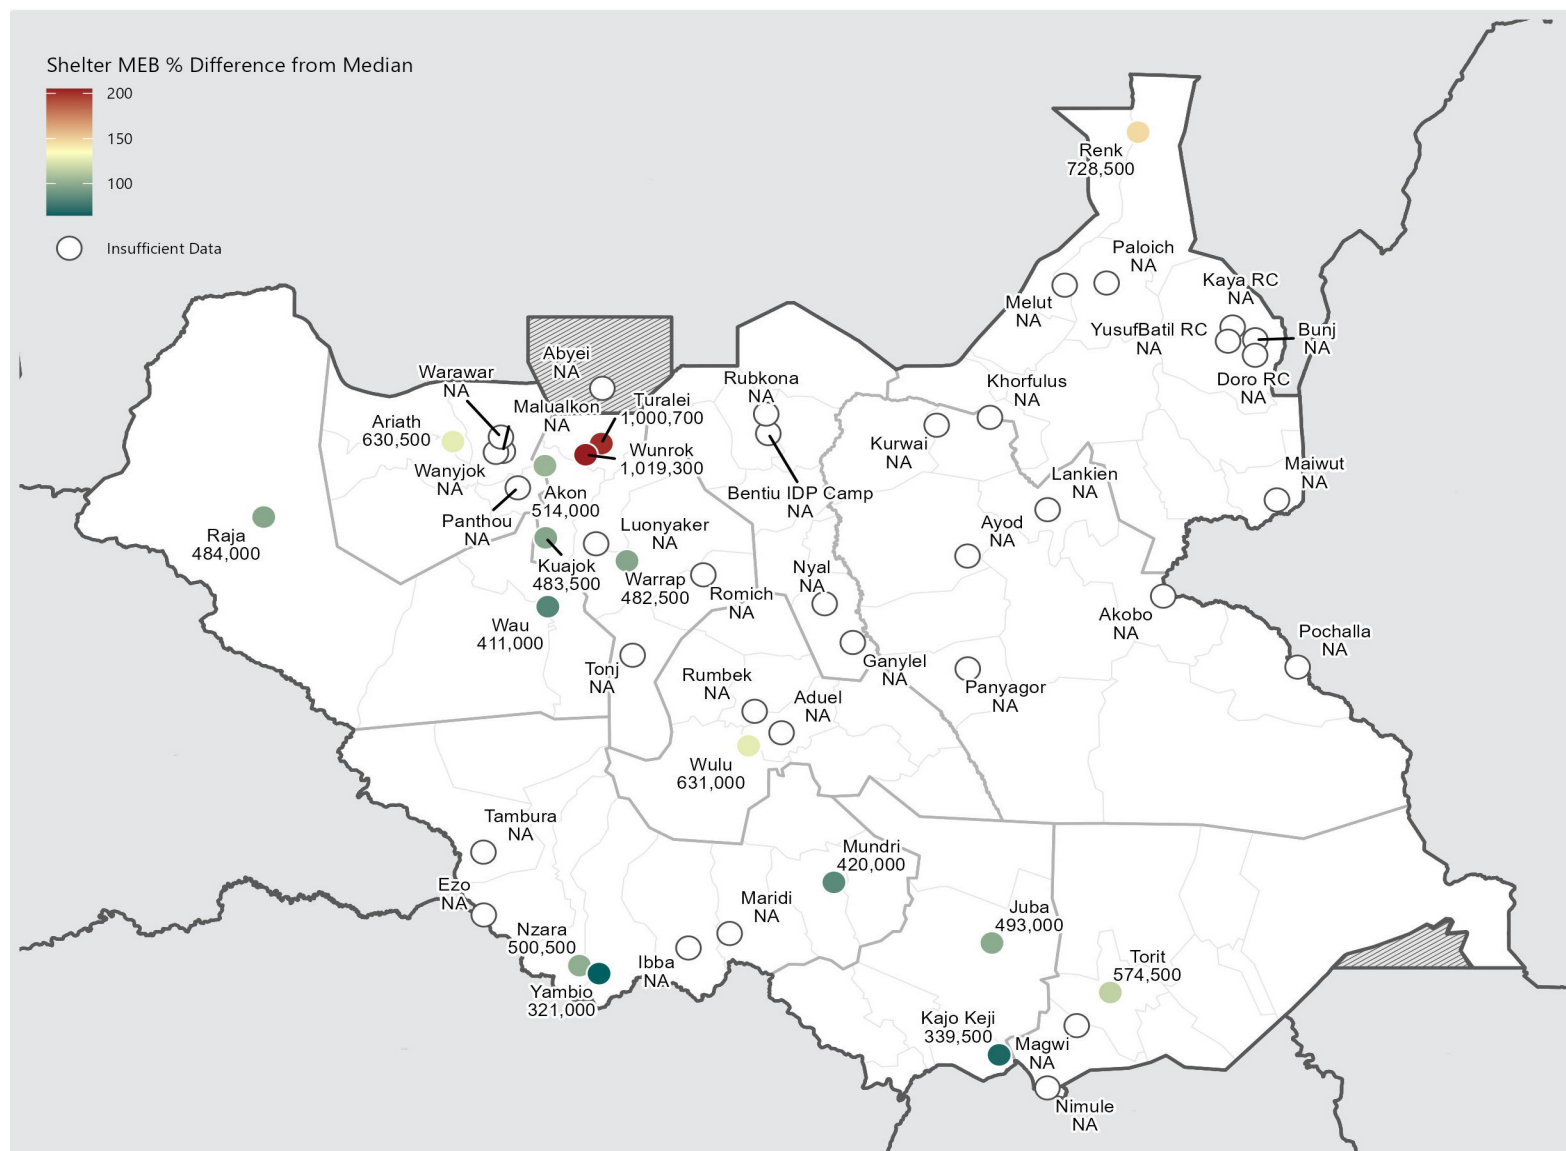 Shelter MEB % Difference from Median
200
150
100
Insufficient Data
Renk
728,500
Paloich
NA
Melut
NA
Kaya RC
NA
YusufBatil RC
NA
Bunj
NA
Doro RC
NA
Abyei
NA
Warawar
NA
Malualkon
NA
Turalei
1,000,700
Rubkona
NA
Khorfulus
NA
Ariath
630,500
Wunrok
1,019,300
Kurwai
NA
Wanyjok
NA
Akon
514,000
Bentiu IDP Camp
NA
Lankien
NA
Maiwut
NA
Raja
484,000
Panthou
NA
Luonyaker
NA
Ayod
NA
Kuajok
483,500
Warrap
482,500
Romich
NA
Nyal
NA
Akobo
NA
Wau
411,000
Pochalla
NA
Tonj
NA
Rumbek
NA
Aduel
NA
Ganylel
NA
Panyagor
NA
Wulu
631,000
Tambura
NA
Mundri
420,000
Ezo
NA
Maridi
NA
Juba
493,000
Nzara
500,500
Ibba
NA
Torit
574,500
Yambio
321,000
Kajo Keji
339,500
Magwi
NA
Nimule
NA